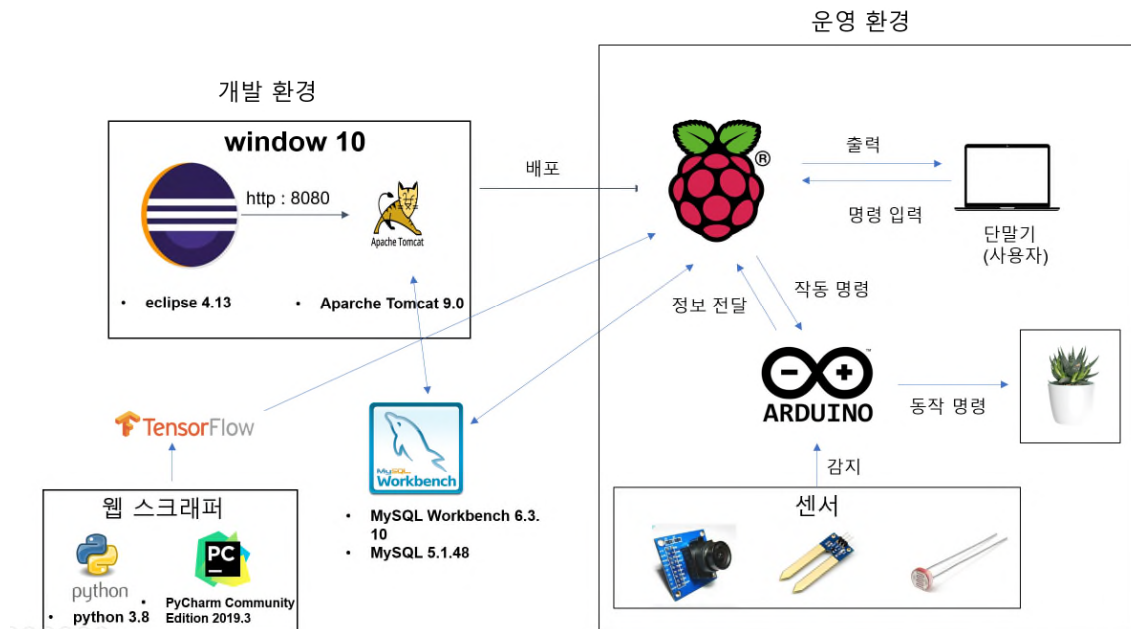 운영 환경
개발 환경
window 10
http : 8080
Apache Tomcat
• eclipse 4.13
• Aparche Tomcat 9.0
배포
®
출력
명령 입력
단말기
(사용자)
정보 전달
작동 명령
ARDUINO
™
동작 명령
감지
센서
TensorFlow
MySQL
Workbench
• MySQL Workbench 6.3.
10
• MySQL 5.1.48
웹 스크래퍼
python
PC
• python 3.8
• PyCharm Community
Edition 2019.3